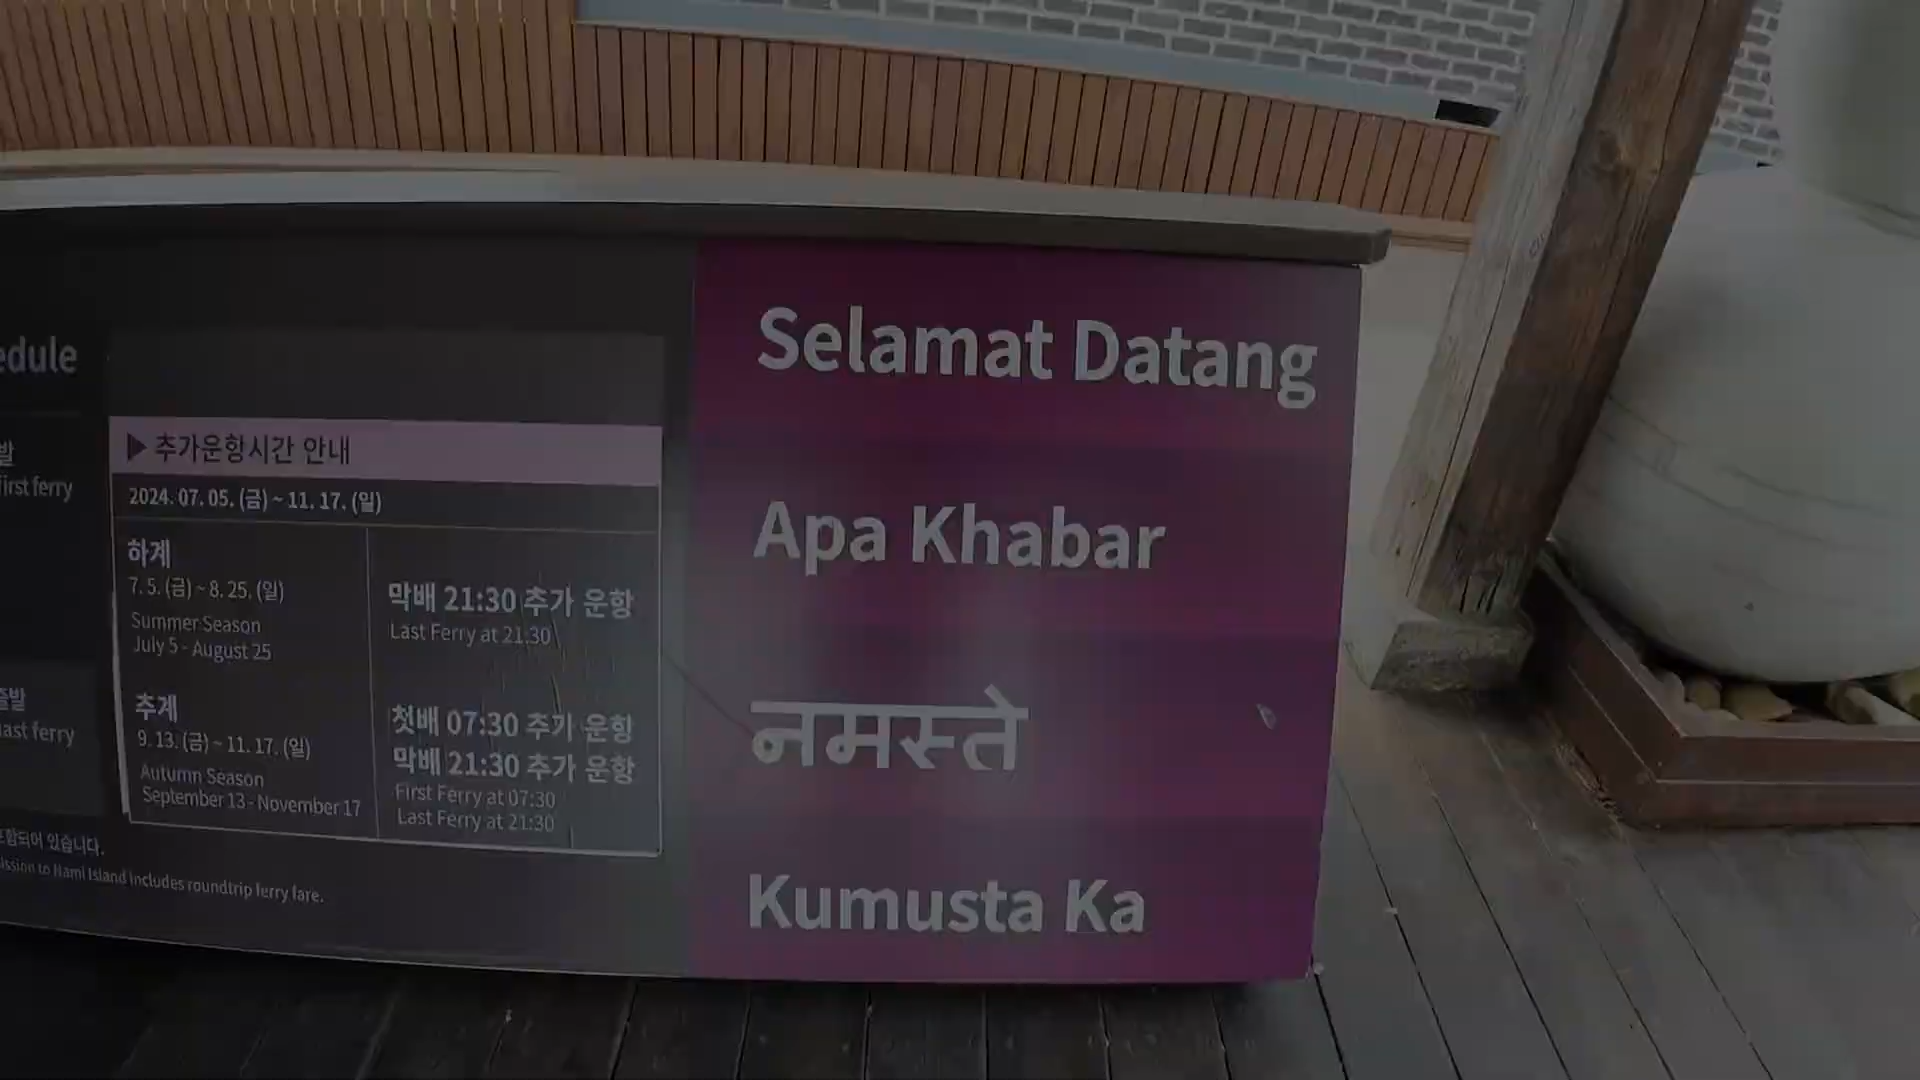 edule
발
first ferry
출발
last ferry
▶ 추가운항시간 안내
2024. 07. 05. (금) ~ 11. 17. (일)
하계
7. 5. (금) ~ 8. 25. (일)
Summer Season
July 5 - August 25
막배 21:30 추가 운항
Last Ferry at 21:30
추계
9. 13. (금) ~ 11. 17. (일)
Autumn Season
September 13 - November 17
첫배 07:30 추가 운항
막배 21:30 추가 운항
First Ferry at 07:30
Last Ferry at 21:30
포함되어 있습니다.
ission to Nami Island includes roundtrip ferry fare.
Selamat Datang
Apa Khabar
नमस्ते
Kumusta Ka